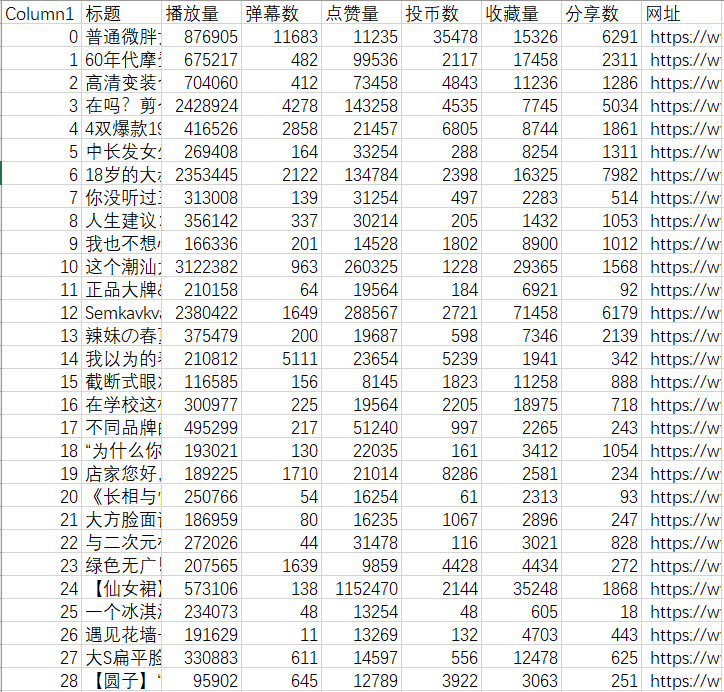 Column1 标题 播放量 弹幕数 点赞量 投币数 收藏量 分享数 网址
0 普通微胖 876905 11683 11235 35478 15326 6291 https://w
1 60年代摩 675217 482 99536 2117 17458 2311 https://w
2 高清变装 704060 412 73458 4843 11236 1286 https://w
3 在吗？剪 2428924 4278 143258 4535 7745 5034 https://w
4 4双爆款19 416526 2858 21457 6805 8744 1861 https://w
5 中长发女 269408 164 33254 288 8254 1311 https://w
6 18岁的大 2353445 2122 134784 2398 16325 7982 https://w
7 你没听过 313008 139 31254 497 2283 514 https://w
8 人生建议 356142 337 30214 205 1432 1053 https://w
9 我也不想 166336 201 14528 1802 8900 1012 https://w
10 这个潮汕 3122382 963 260325 1228 29365 1568 https://w
11 正品大牌& 210158 64 19564 184 6921 92 https://w
12 Semkavkv 2380422 1649 288567 2721 71458 6179 https://w
13 辣妹の春 375479 200 19687 598 7346 2139 https://w
14 我以为的 210812 5111 23654 5239 1941 342 https://w
15 截断式眼 116585 156 8145 1823 11258 888 https://w
16 在学校这 300977 225 19564 2205 18975 718 https://w
17 不同品牌的 495299 217 51240 997 2265 243 https://w
18 “为什么你 193021 130 22035 161 3412 1054 https://w
19 店家您好, 189225 1710 21014 8286 2581 234 https://w
20 《长相与 250766 54 16254 61 2313 93 https://w
21 大方脸面 186959 80 16235 1067 2896 247 https://w
22 与二次元 272026 44 31478 116 3021 828 https://w
23 绿色无广 207565 1639 9859 4428 4434 272 https://w
24 【仙女裙】 573106 138 1152470 2144 35248 1868 https://w
25 一个冰淇 234073 48 13254 48 605 18 https://w
26 遇见花墙 191629 11 13269 132 4703 443 https://w
27 大S扁平脸 330883 611 14597 556 12478 625 https://w
28 【圆子】“ 95902 645 12789 3922 3063 251 https://w